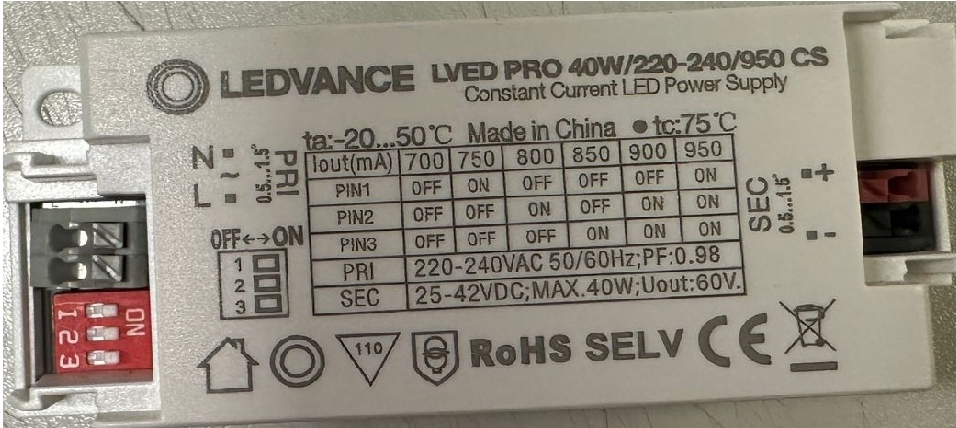 LEDVANCE LVED PRO 40W/220-240/950 CS
Constant Current LED Power Supply
ta:-20...50°C Made in China ●tc:75°C
N
L
~
PRI
0.5...1.5"
Iout(mA) 700 750 800 850 900 950
PIN1 OFF ON OFF OFF OFF ON
PIN2 OFF OFF ON OFF ON ON
PIN3 OFF OFF OFF ON ON ON
PRI 220-240VAC 50/60Hz;PF:0.98
SEC 25-42VDC;MAX.40W;Uout:60V.
SEC
0.5...1.5"
+
-
OFF↔ON
1
2
3
1 2 3
ON
110
RoHS SELV CE